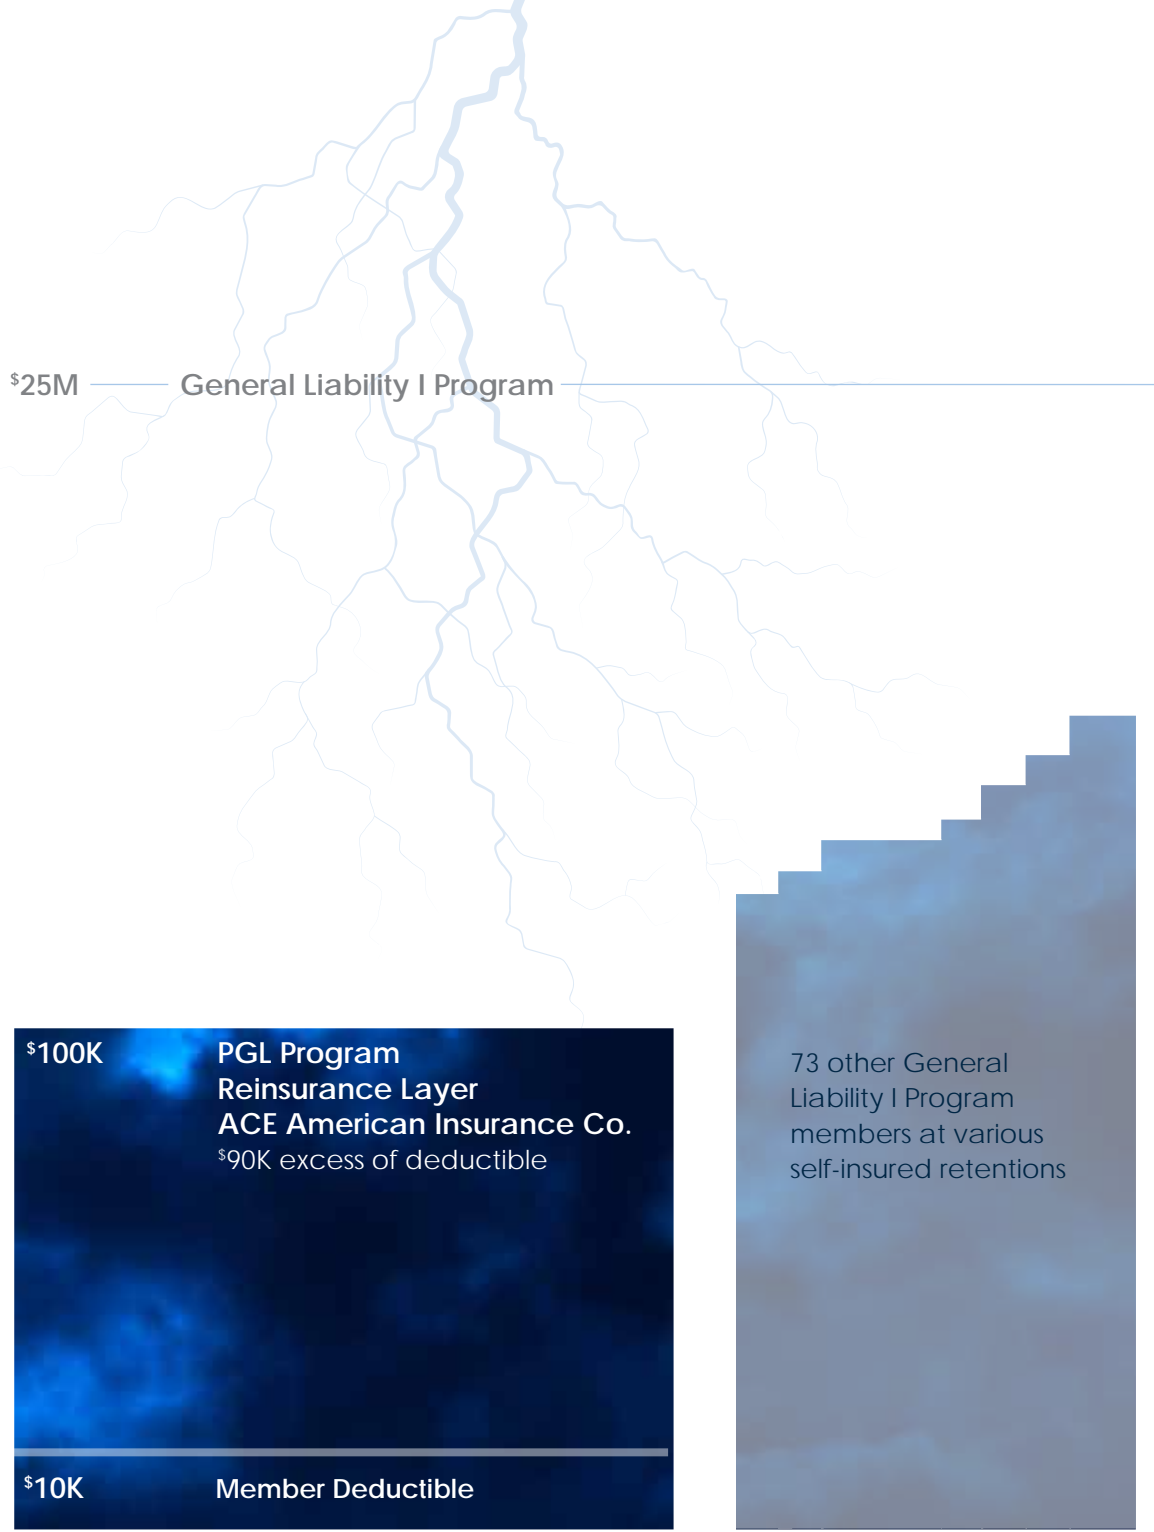 $25M General Liability I Program
$100K PGL Program
Reinsurance Layer
ACE American Insurance Co.
$90K excess of deductible
73 other General
Liability I Program
members at various
self-insured retentions
$10K Member Deductible